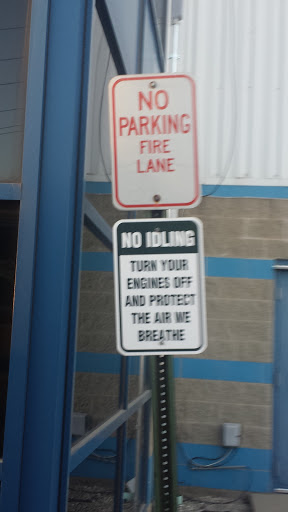 NO
PARKING
FIRE
LANE
NO IDLING
TURN YOUR
ENGINES OFF
AND PROTECT
THE AIR WE
BREATHE